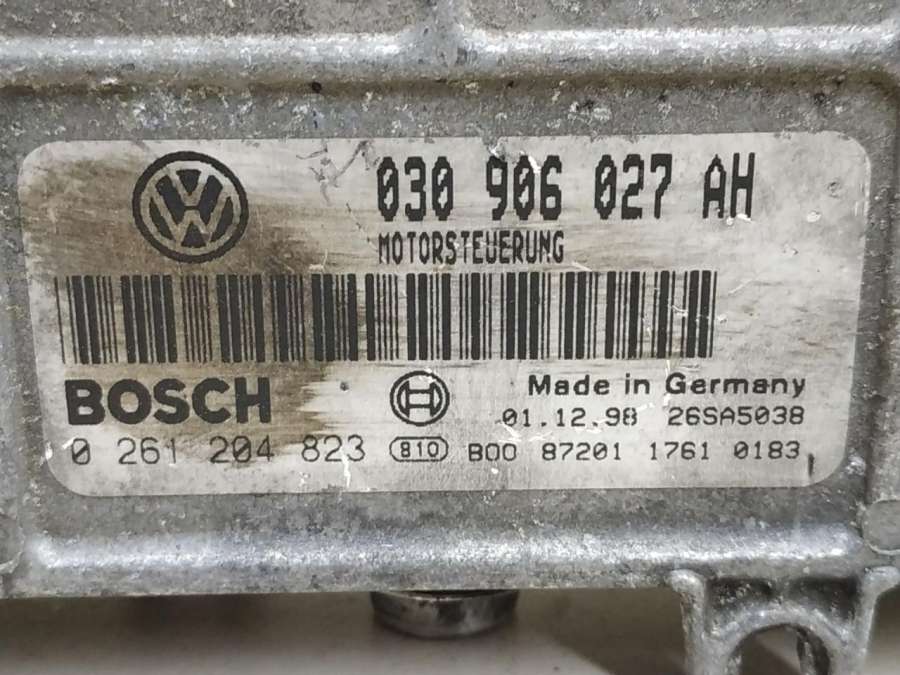 030 906 027 AH
MOTORSTEUERUNG
BOSCH
Made in Germany
01.12.98 26SA5038
0 261 204 823 810 B00 87201 1761 0183